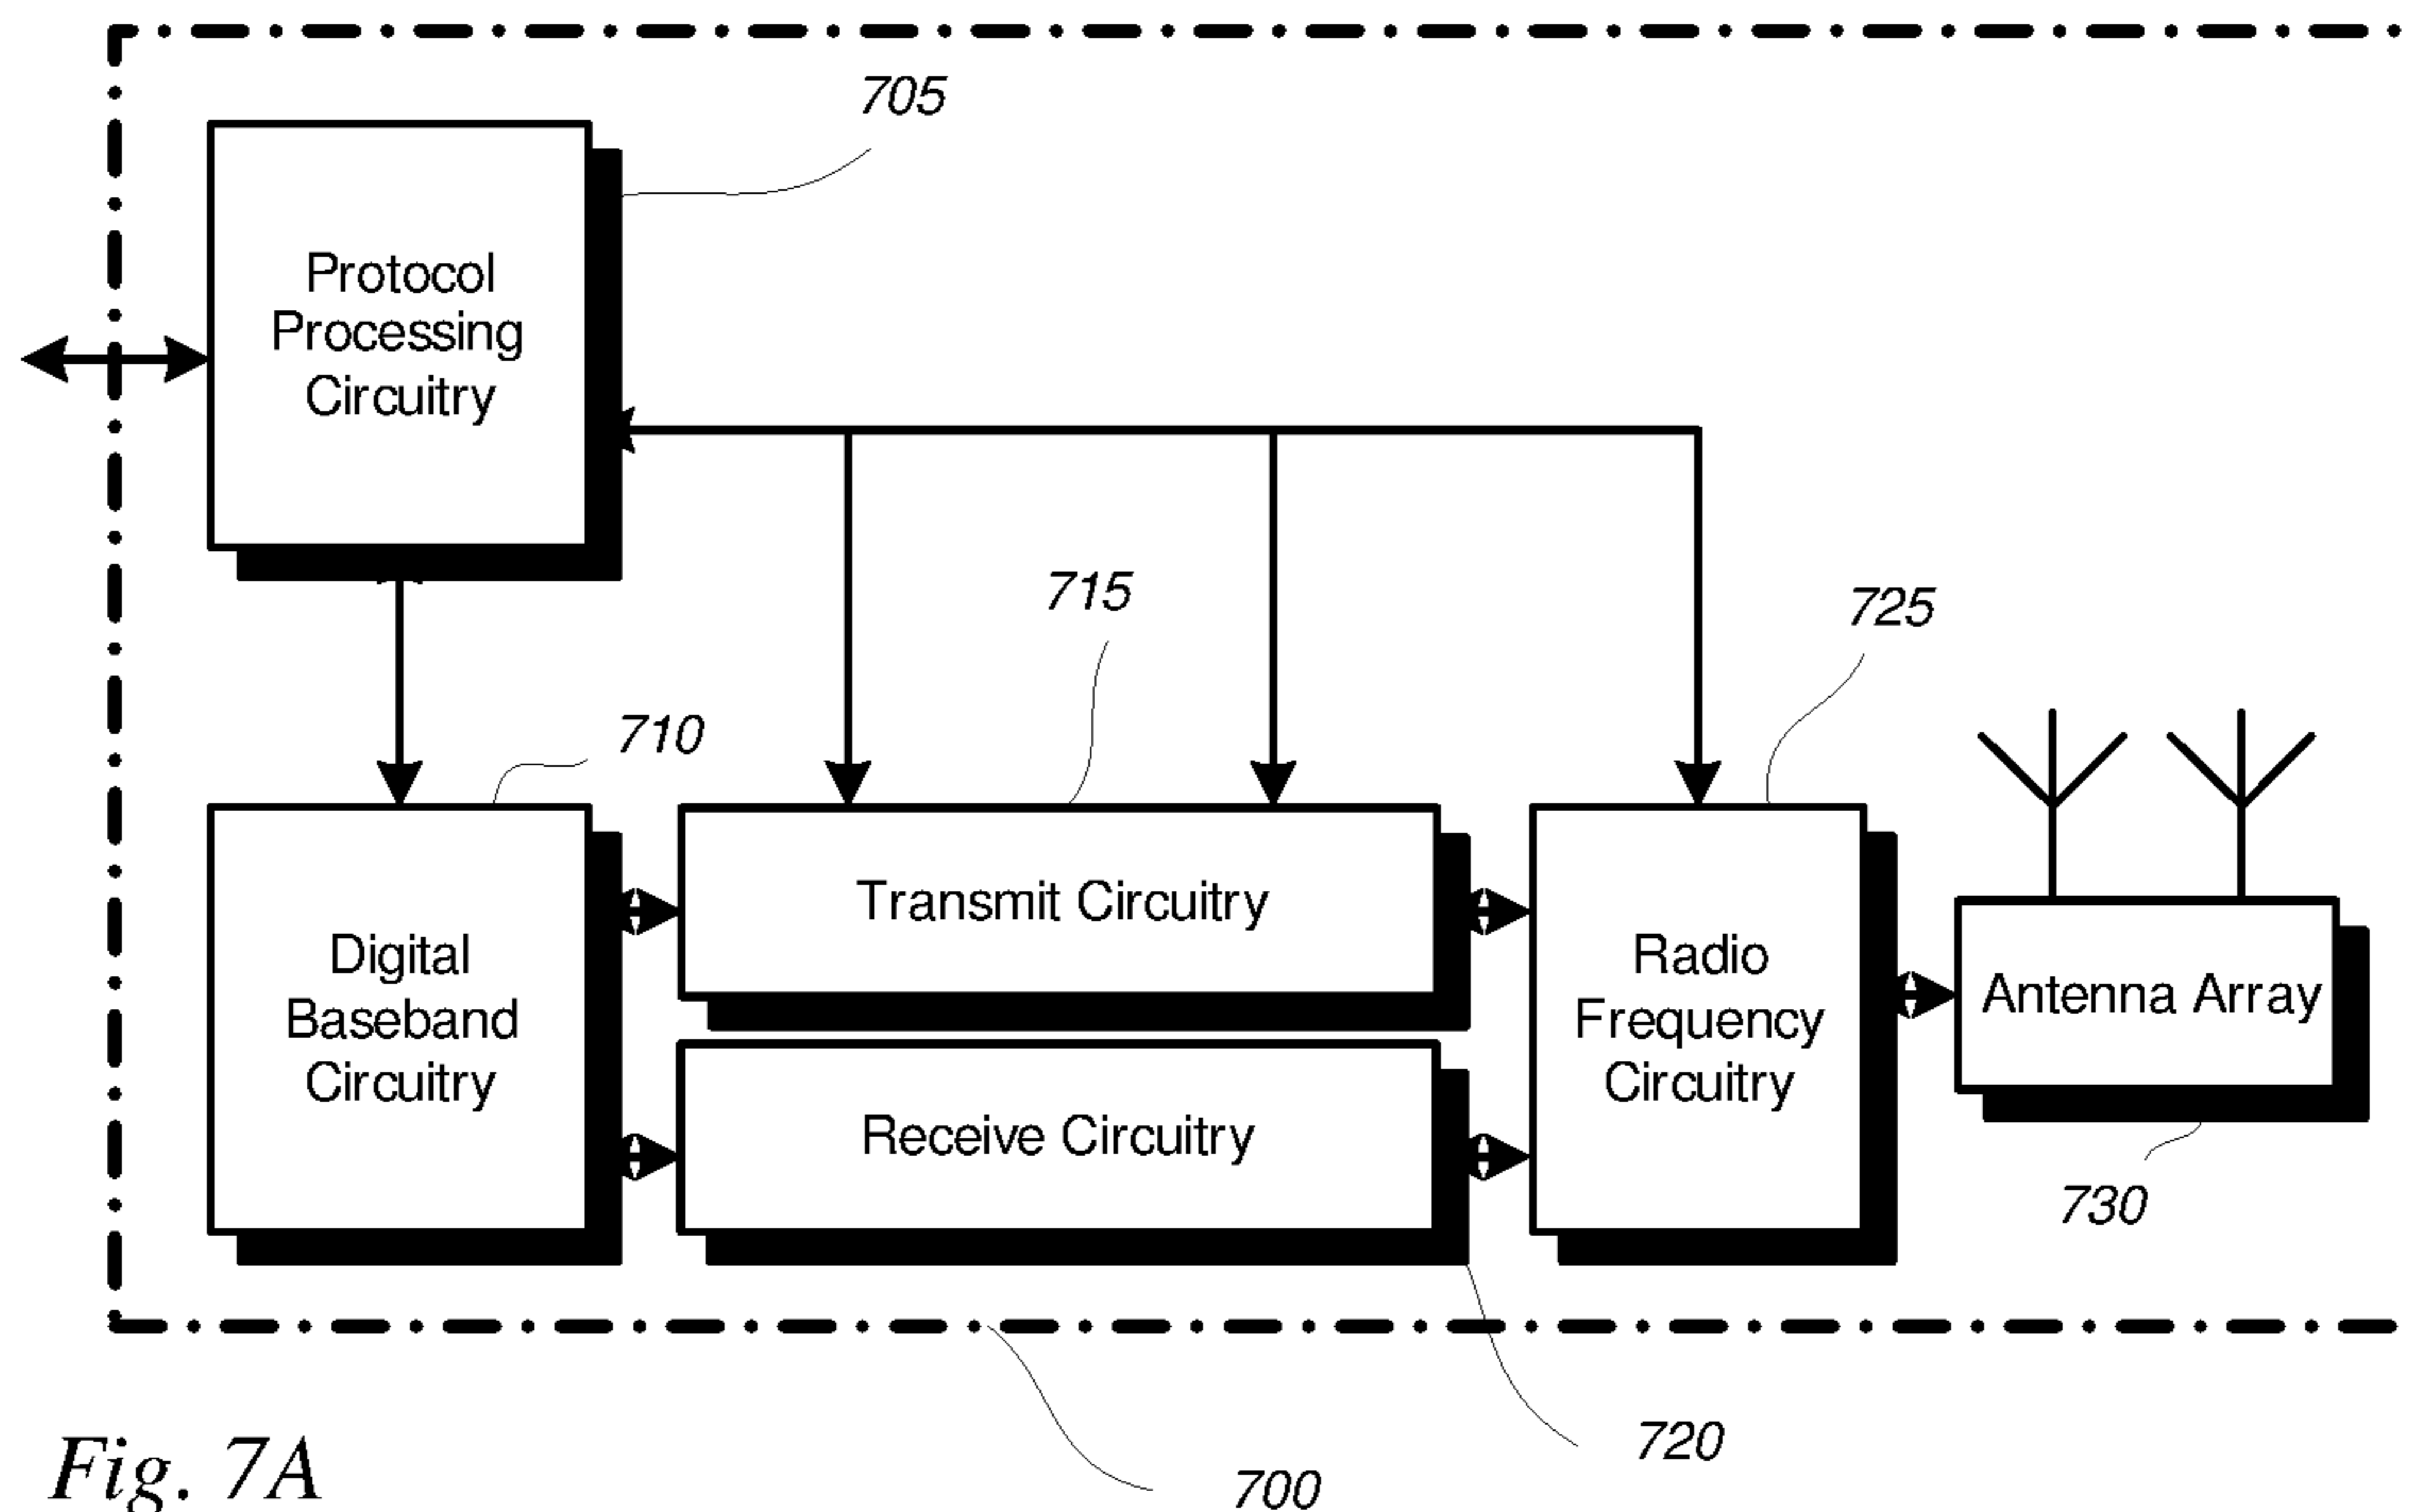 705
Protocol
Processing
Circuitry
715
725
710
Transmit Circuitry
Digital
Baseband
Circuitry
Radio
Frequency
Circuitry
Antenna Array
Receive Circuitry
730
720
Fig. 7A
700